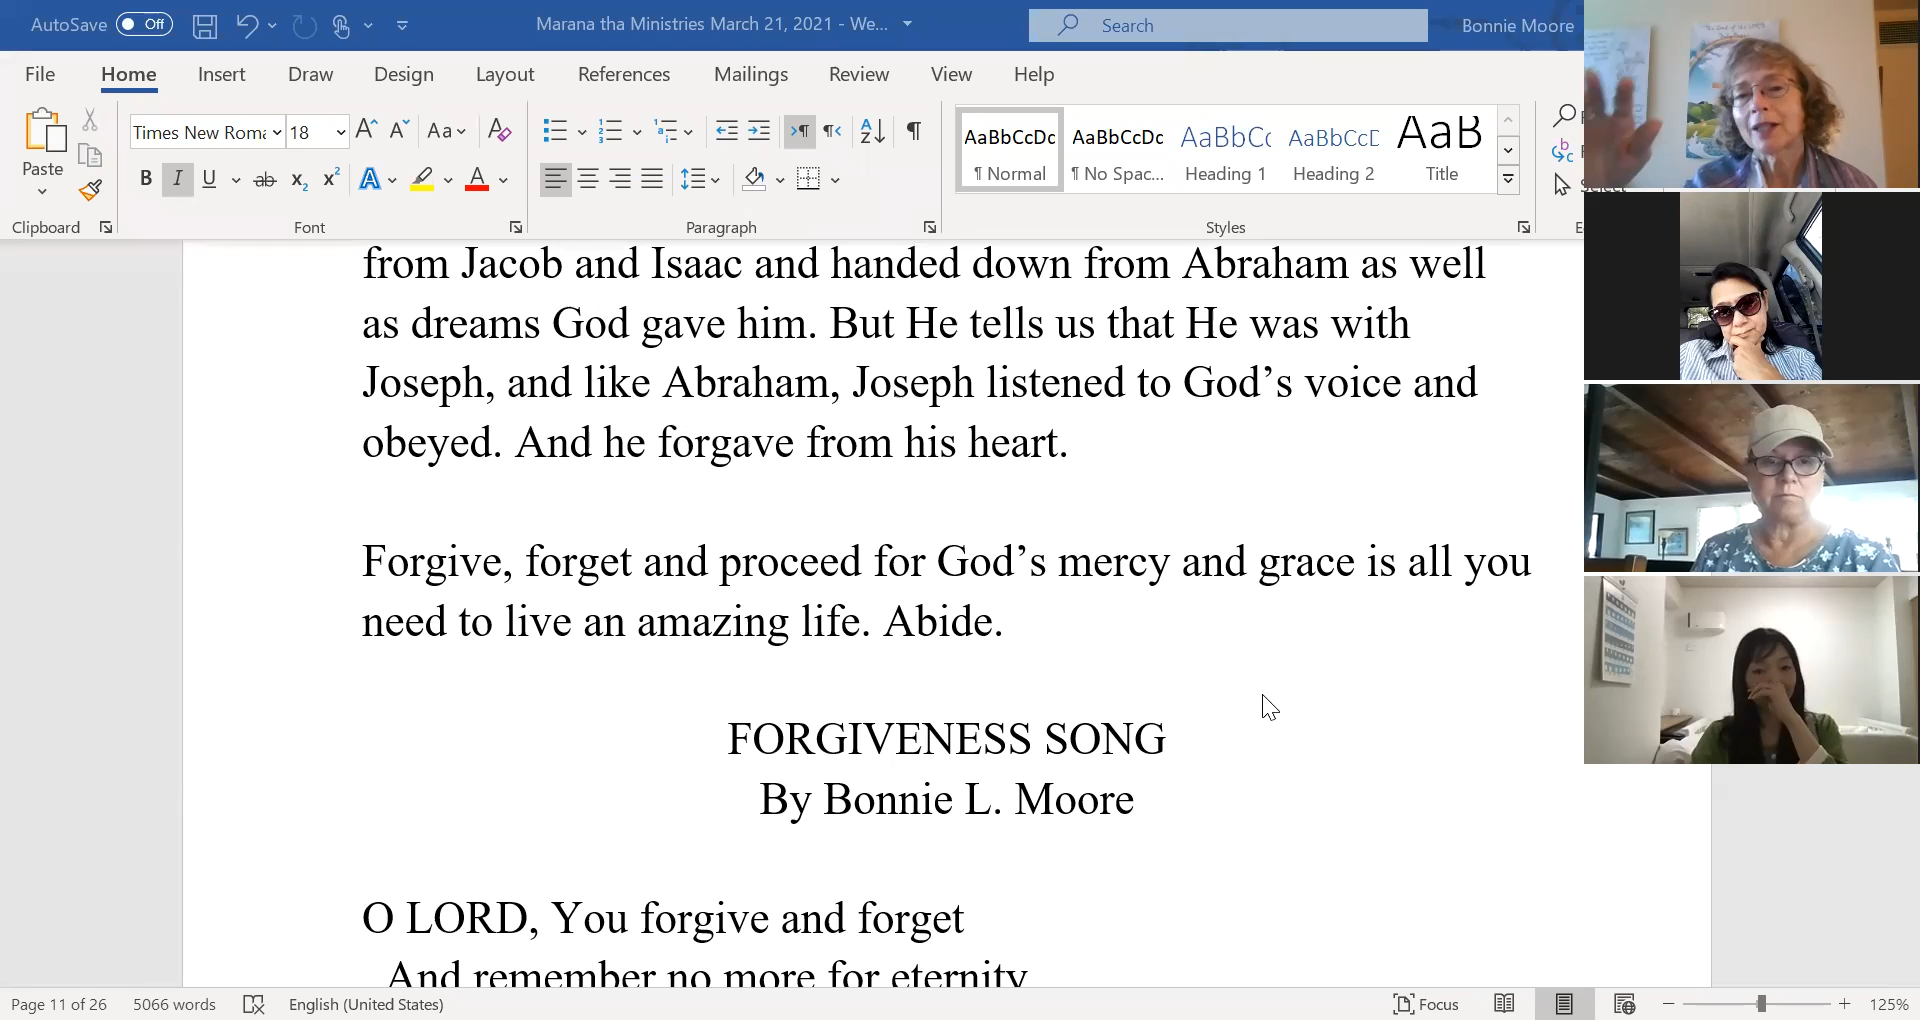 AutoSave Off Marana tha Ministries March 21, 2021 - We... Search Bonnie Moore
File Home Insert Draw Design Layout References Mailings Review View Help
Times New Roma 18 Aa AaBbCcDc AaBbCcDc AaBbCc AaBbCcD AaB
Paste B I U ab x2 x2 A A ¶ Normal ¶ No Spac... Heading 1 Heading 2 Title
Select
Clipboard Font Paragraph Styles
from Jacob and Isaac and handed down from Abraham as well
as dreams God gave him. But He tells us that He was with
Joseph, and like Abraham, Joseph listened to God’s voice and
obeyed. And he forgave from his heart.
Forgive, forget and proceed for God’s mercy and grace is all you
need to live an amazing life. Abide.
FORGIVENESS SONG
By Bonnie L. Moore
O LORD, You forgive and forget
And remember no more for eternity
Page 11 of 26 5066 words English (United States) Focus 125%